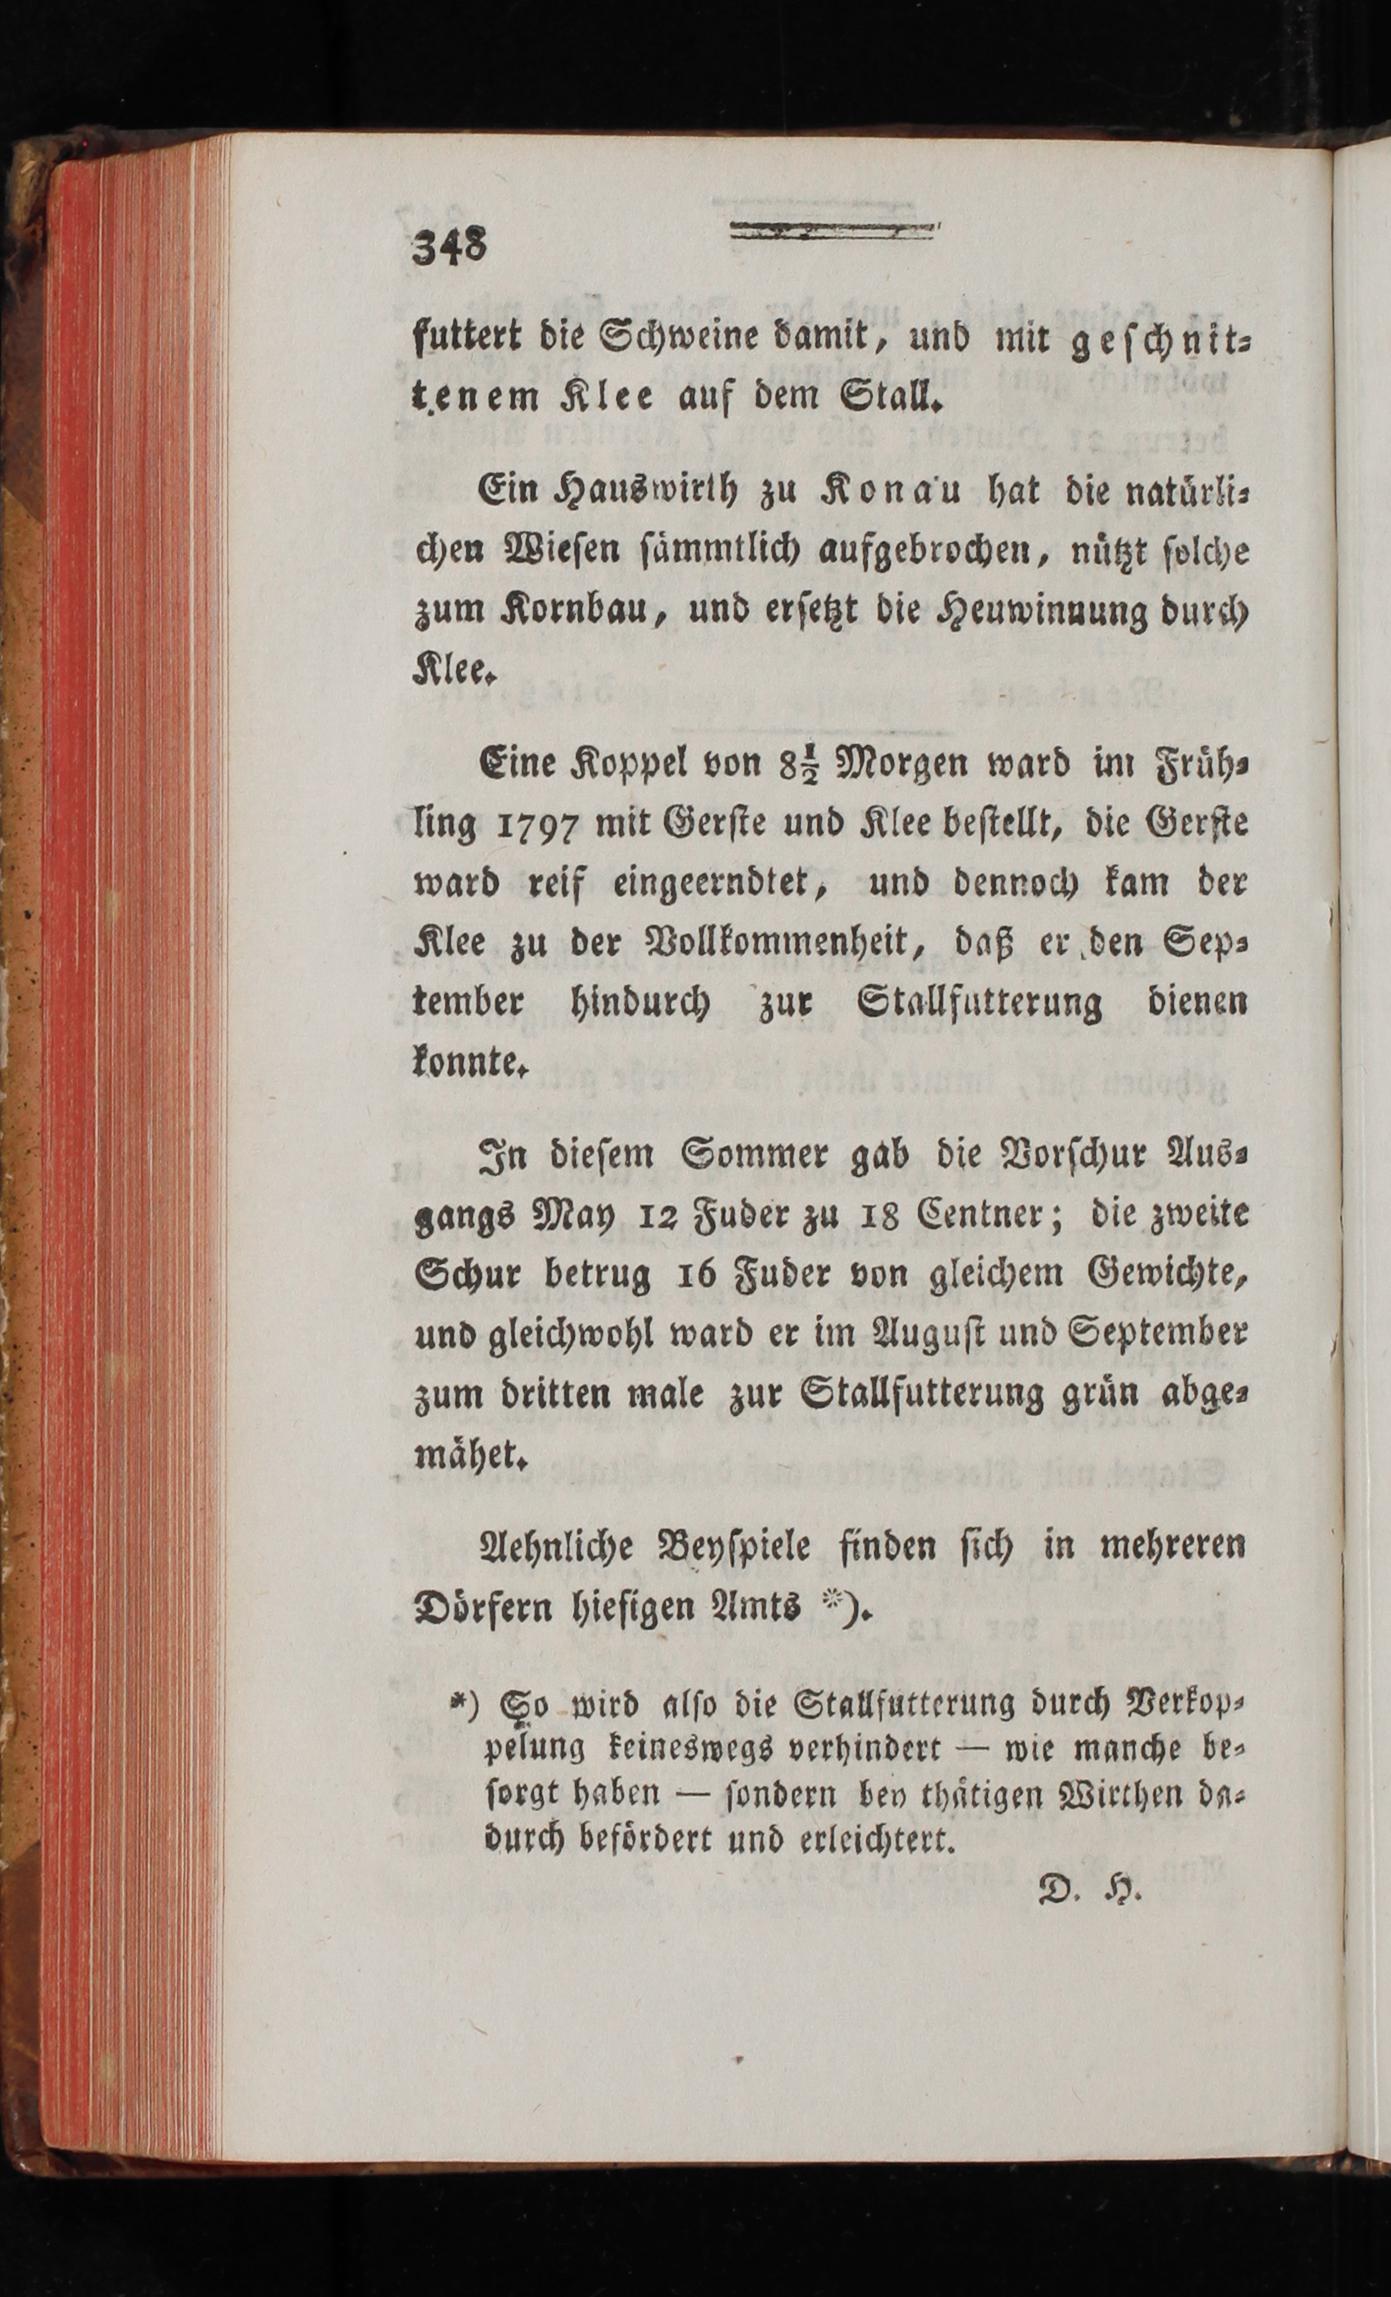 348
futtert die Schweine damit, und mit geschnit-
tenem Klee auf dem Stall.
Ein Hauswirth zu Konau hat die natürli-
chen Wiesen sämmtlich aufgebrochen, nützt solche
zum Kornbau, und ersetzt die Heuwinnung durch
Klee.
Eine Koppel von 8½ Morgen ward im Früh-
ling 1797 mit Gerste und Klee bestellt, die Gerste
ward reif eingeerndtet, und dennoch kam der
Klee zu der Vollkommenheit, daß er den Sep-
tember hindurch zur Stallfutterung dienen
konnte.
In diesem Sommer gab die Vorschur Aus-
gangs May 12 Fuder zu 18 Centner; die zweite
Schur betrug 16 Fuder von gleichem Gewichte,
und gleichwohl ward er im August und September
zum dritten male zur Stallfutterung grün abge-
mähet.
Aehnliche Beyspiele finden sich in mehreren
Dörfern hiesigen Amts *).
*) So wird also die Stallfutterung durch Verkop-
pelung keineswegs verhindert — wie manche be-
sorgt haben — sondern bey thätigen Wirthen da-
durch befördert und erleichtert.
D. H.